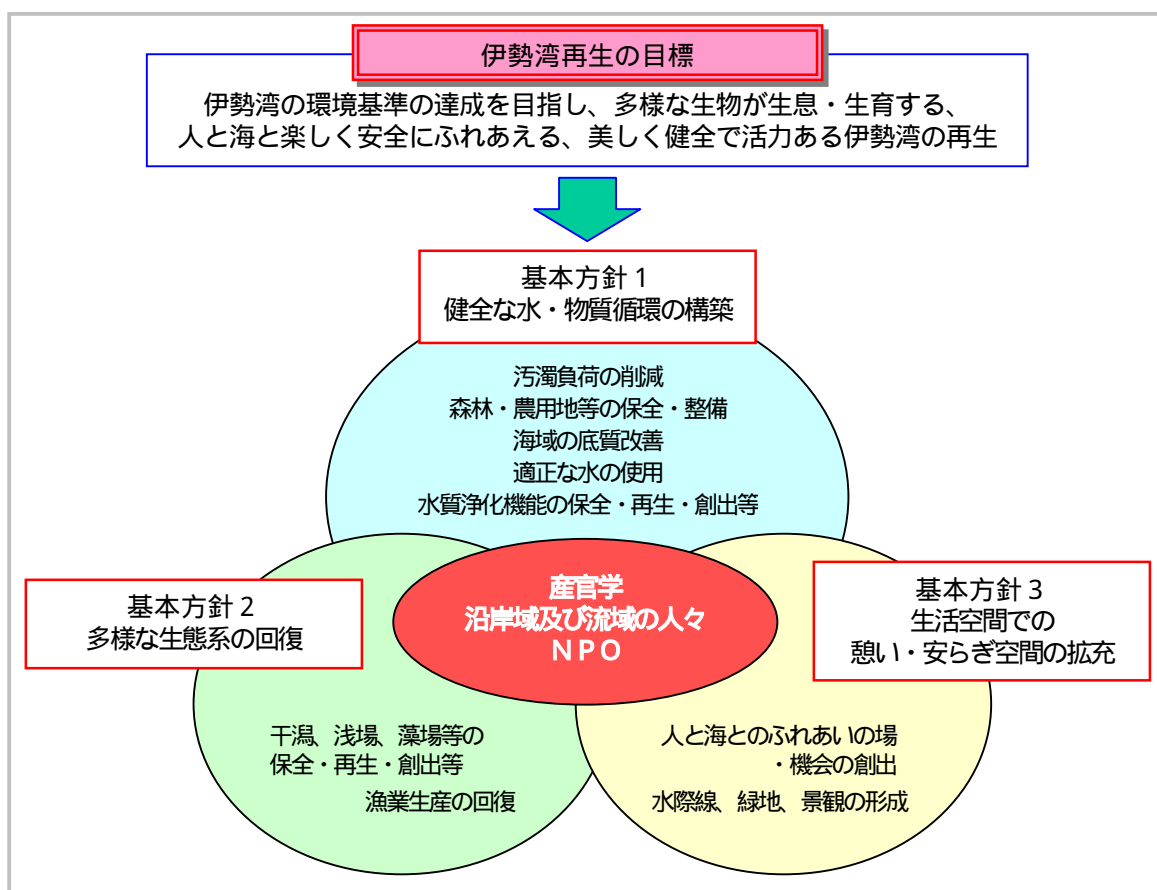 伊勢湾再生の目標
伊勢湾の環境基準の達成を目指し、多様な生物が生息・生育する、
人と海と楽しく安全にふれあえる、美しく健全で活力ある伊勢湾の再生
基本方針１
健全な水・物質循環の構築
汚濁負荷の削減
森林・農用地等の保全・整備
海域の底質改善
適正な水の使用
水質浄化機能の保全・再生・創出等
産官学
沿岸域及び流域の人々
ＮＰＯ
基本方針２
多様な生態系の回復
干潟、浅場、藻場等の
保全・再生・創出等
漁業生産の回復
基本方針３
生活空間での
憩い・安らぎ空間の拡充
人と海とのふれあいの場
・機会の創出
水際線、緑地、景観の形成